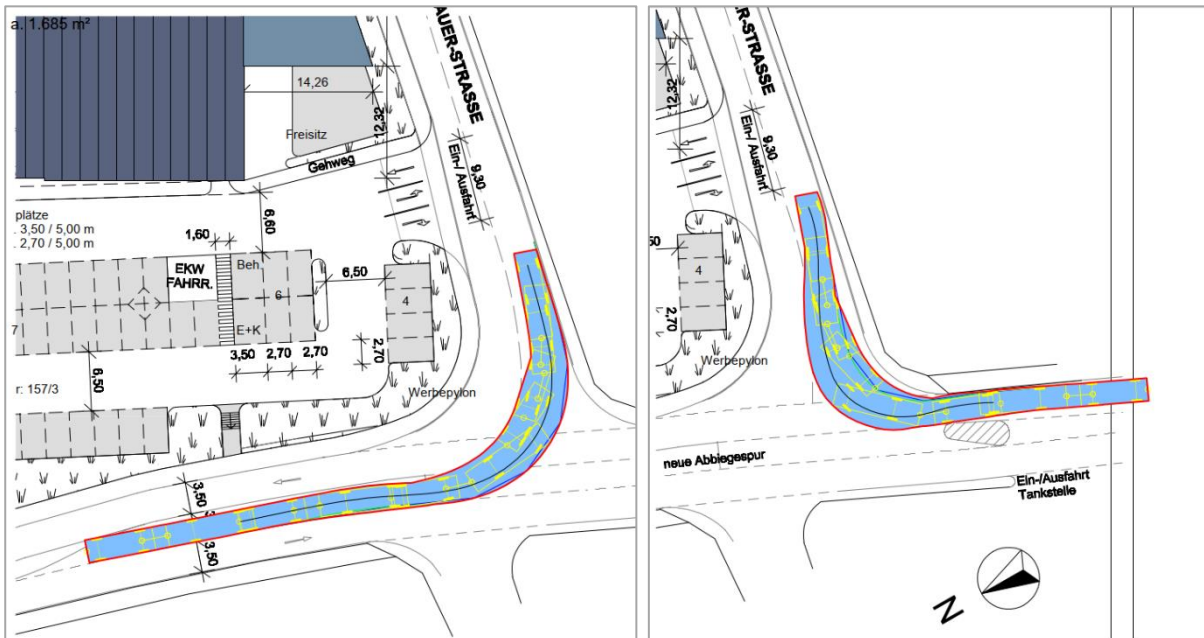 a. 1.685 m²
AUER-STRASSE
14,26
12,32
Freisitz
Gehweg
9,30
Ein-/ Ausfahrt
plätze
3,50 / 5,00 m
2,70 / 5,00 m
6,60
1,60
EKW
FAHRR.
Beh.
6
6,50
4
7
E+K
3,50
2,70
2,70
2,70
6,50
r: 157/3
Werbepylon
3,50
3,50
ER-STRASSE
12,32
9,30
Ein-/ Ausfahrt
50
4
2,70
Werbepylon
neue Abbiegespur
Ein-/Ausfahrt
Tankstelle
N